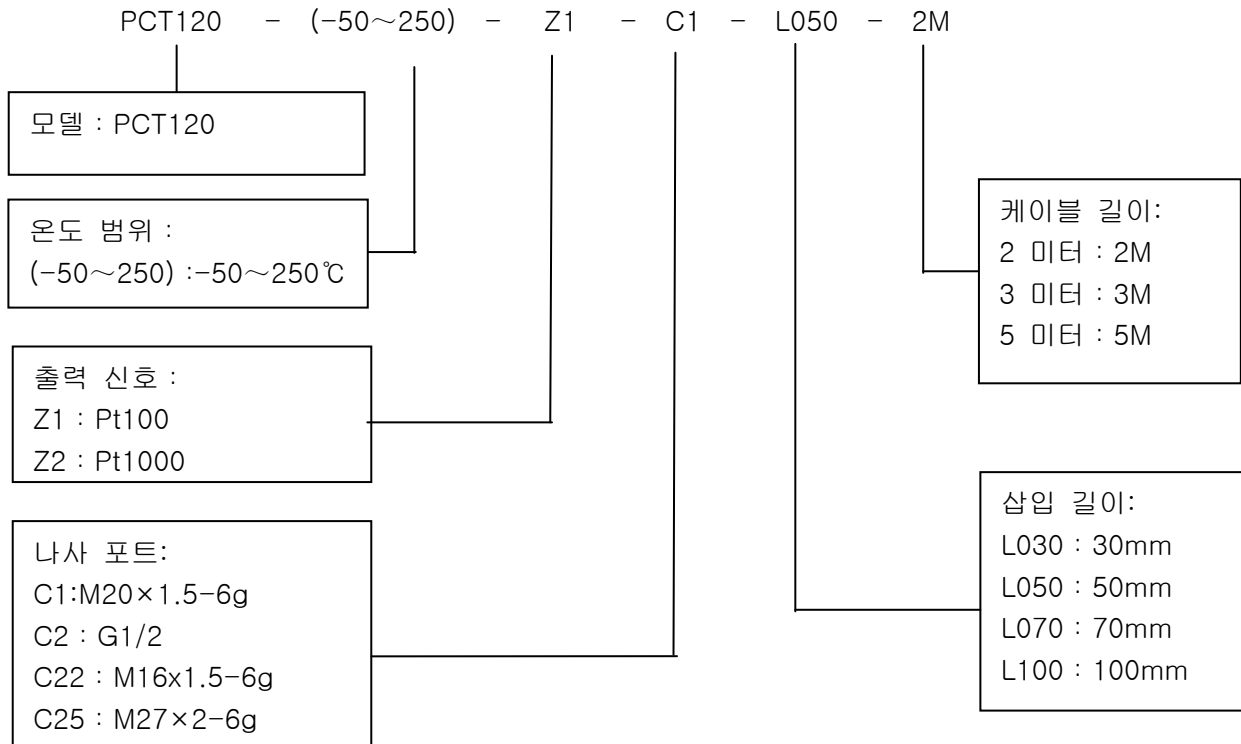 PCT120 - (-50～250) - Z1 - C1 - L050 - 2M
모델 : PCT120
온도 범위 :
(-50～250) :-50～250℃
출력 신호 :
Z1 : Pt100
Z2 : Pt1000
나사 포트:
C1:M20×1.5-6g
C2 : G1/2
C22 : M16x1.5-6g
C25 : M27×2-6g
케이블 길이:
2 미터 : 2M
3 미터 : 3M
5 미터 : 5M
삽입 길이:
L030 : 30mm
L050 : 50mm
L070 : 70mm
L100 : 100mm